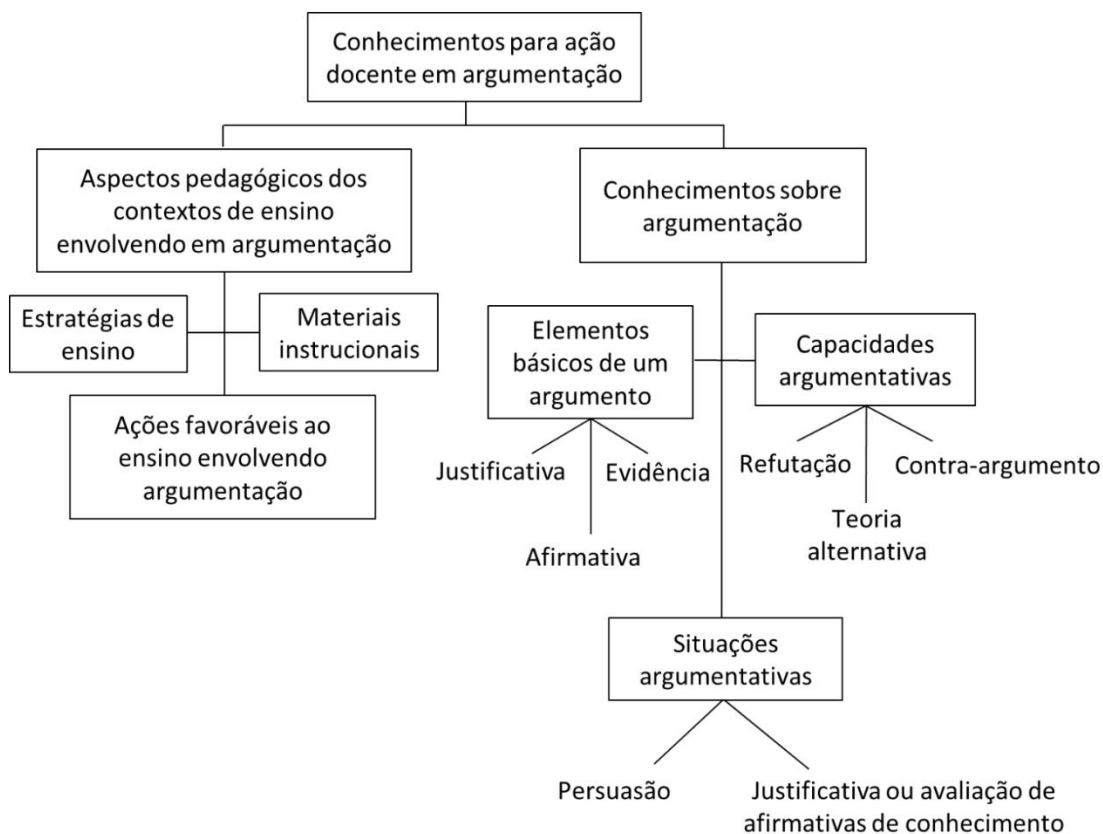 Conhecimentos para ação
docente em argumentação
Aspectos pedagógicos dos
contextos de ensino
envolvendo em argumentação
Conhecimentos sobre
argumentação
Estratégias de
ensino
Materiais
instrucionais
Ações favoráveis ao
ensino envolvendo
argumentação
Elementos
básicos de um
argumento
Capacidades
argumentativas
Justificativa
Evidência
Afirmativa
Refutação
Contra-argumento
Teoria
alternativa
Situações
argumentativas
Persuasão
Justificativa ou avaliação de
afirmativas de conhecimento